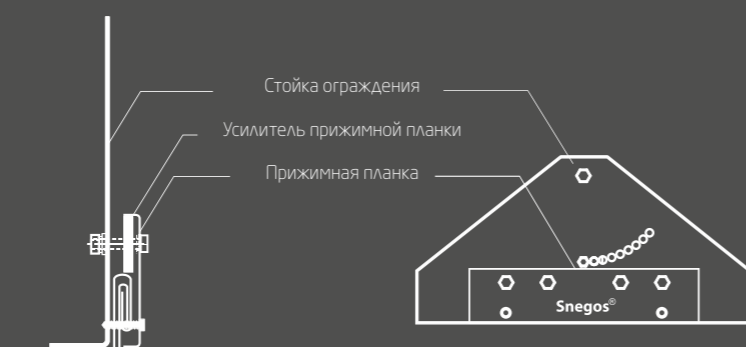 Стойка ограждения
Усилитель прижимной планки
Прижимная планка
Snegos®